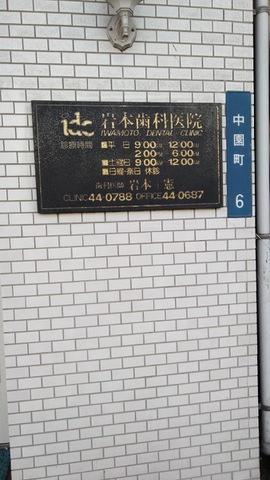 idc
岩本歯科医院
IWAMOTO DENTAL CLINIC
診療時間
平日 9:00 12:00
2:00 6:00
土曜日 9:00 12:00
日曜・祭日 休診
歯科医師 岩本 憲
CLINIC 44-0788 OFFICE 44-0687
中園町 6